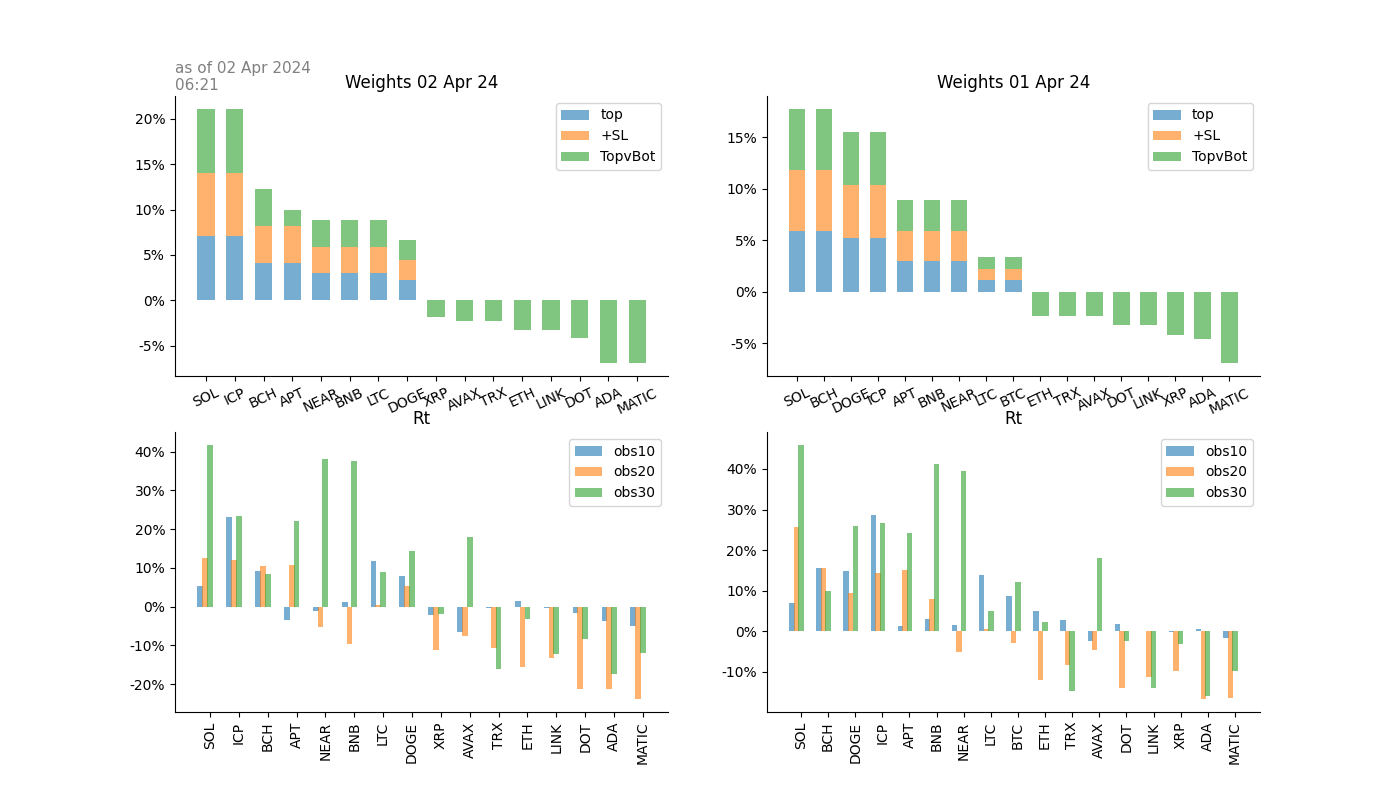 as of 02 Apr 2024
06:21
Weights 02 Apr 24
20%
15%
10%
5%
0%
-5%
top
+SL
TopvBot
SOL ICP BCH APT NEAR BNB LTC DOGE XRP AVAX TRX ETH LINK DOT ADA MATIC
Weights 01 Apr 24
15%
10%
5%
0%
-5%
top
+SL
TopvBot
SOL BCH DOGE ICP APT BNB NEAR LTC BTC ETH TRX AVAX DOT LINK XRP ADA MATIC
Rt
40%
30%
20%
10%
0%
-10%
-20%
obs10
obs20
obs30
SOL ICP BCH APT NEAR BNB LTC DOGE XRP AVAX TRX ETH LINK DOT ADA MATIC
Rt
40%
30%
20%
10%
0%
-10%
obs10
obs20
obs30
SOL BCH DOGE ICP APT BNB NEAR LTC BTC ETH TRX AVAX DOT LINK XRP ADA MATIC